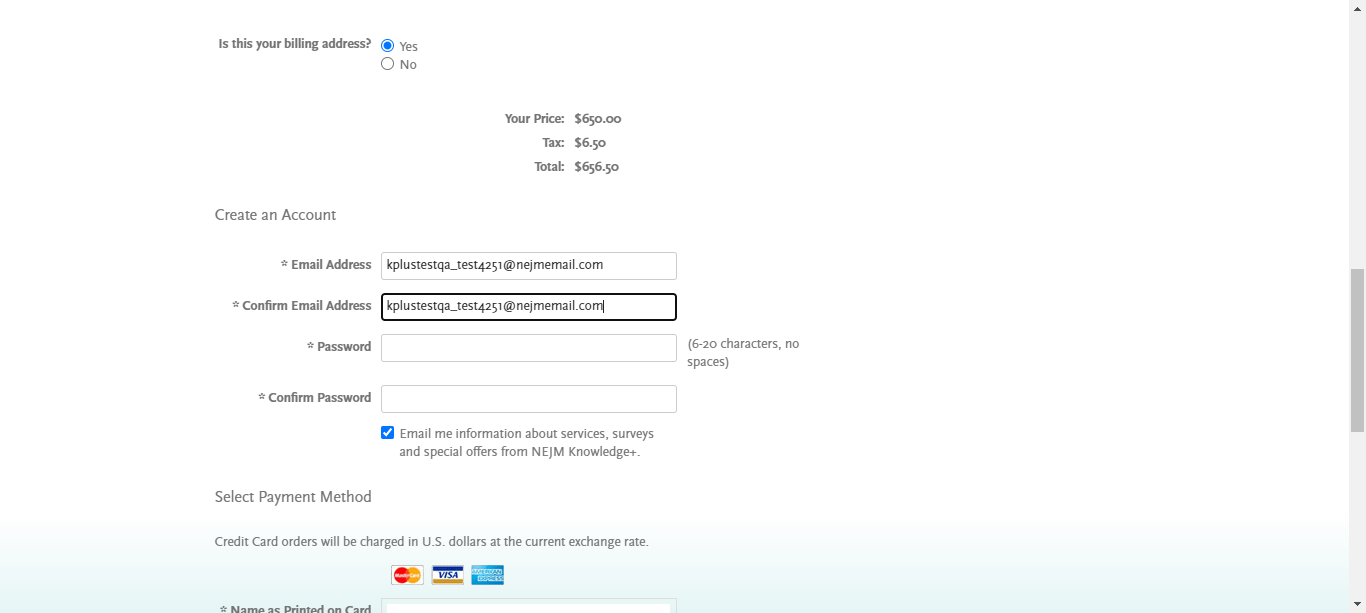 Is this your billing address?
Yes
No
Your Price: $650.00
Tax: $6.50
Total: $656.50
Create an Account
* Email Address kplustestqa_test4251@nejmemail.com
* Confirm Email Address kplustestqa_test4251@nejmemail.com
* Password
(6-20 characters, no
spaces)
* Confirm Password
Email me information about services, surveys
and special offers from NEJM Knowledge+.
Select Payment Method
Credit Card orders will be charged in U.S. dollars at the current exchange rate.
MasterCard VISA AMERICAN EXPRESS
* Name as Printed on Card